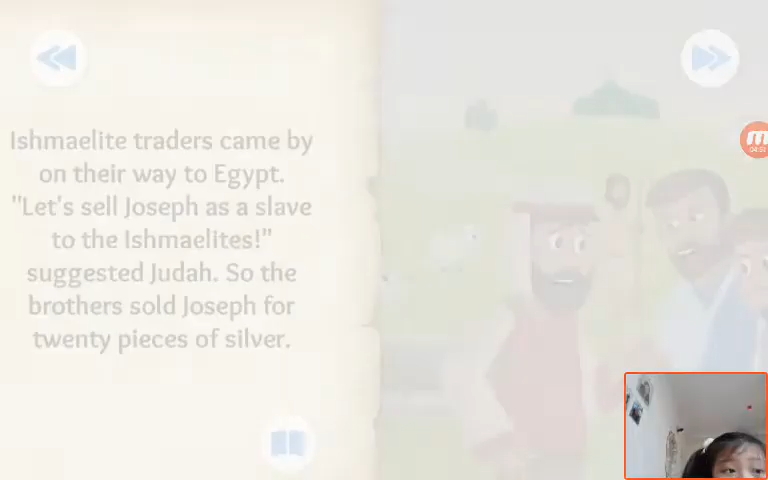 Ishmaelite traders came by
on their way to Egypt.
"Let's sell Joseph as a slave
to the Ishmaelites!"
suggested Judah. So the
brothers sold Joseph for
twenty pieces of silver.